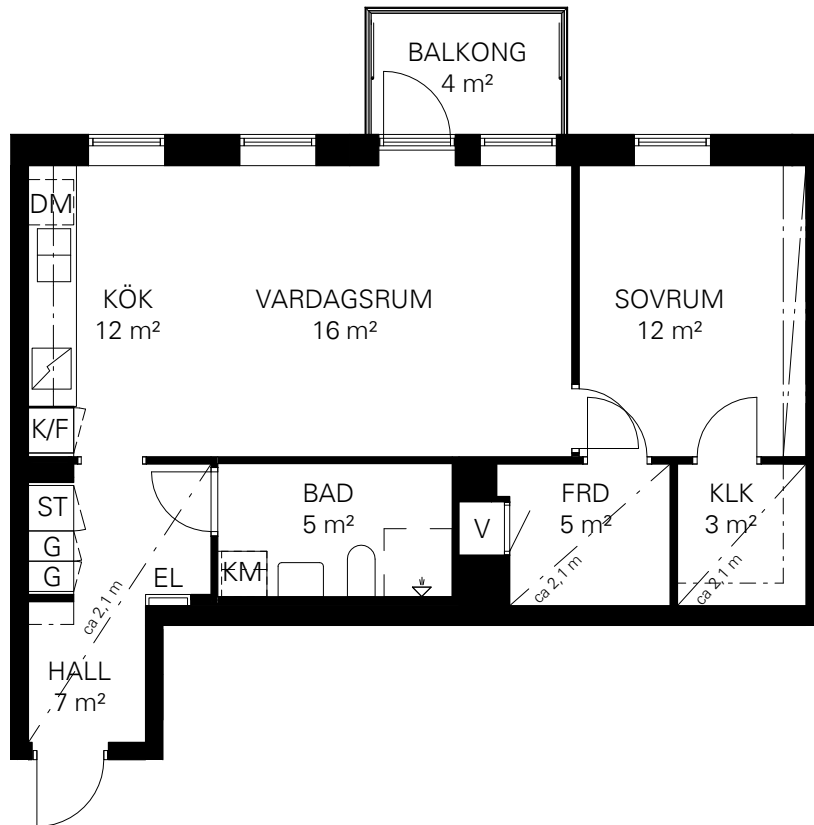 BALKONG
4 m²
DM
KÖK
12 m²
VARDAGSRUM
16 m²
SOVRUM
12 m²
K/F
ST
G
G
EL
BAD
5 m²
KM
V
FRD
5 m²
KLK
3 m²
ca 2,1 m
ca 2,1 m
ca 2,1 m
HALL
7 m²